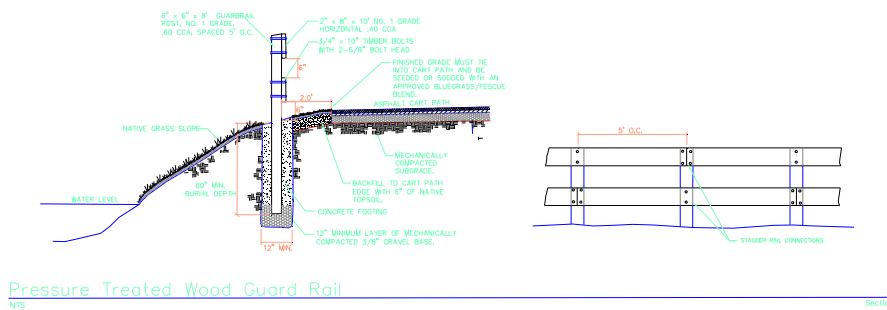 6" x 6" x 8' GUARDRAIL
POST, NO. 1 GRADE,
.60 CCA, SPACED 5' O.C.
2" x 8" x 10' NO. 1 GRADE
HORIZONTAL .40 CCA
3/4" x 10" TIMBER BOLTS
WITH 2-5/8" BOLT HEAD
6"
FINISHED GRADE MUST TIE
INTO CART PATH AND BE
SEEDED OR SODDED WITH AN
APPROVED BLUEGRASS/FESCUE
BLEND.
2.0'
ASPHALT CART PATH
6"
NATIVE GRASS SLOPE
5' O.C.
MECHANICALLY
COMPACTED
SUBGRADE.
60" MIN.
BURIAL DEPTH
BACKFILL TO CART PATH
EDGE WITH 6" OF NATIVE
TOPSOIL.
WATER LEVEL
CONCRETE FOOTING.
12" MINIMUM LAYER OF MECHANICALLY
COMPACTED 3/8" GRAVEL BASE.
12" MIN.
STAGGER RAIL CONNECTIONS
Pressure Treated Wood Guard Rail
NTS
Sectio